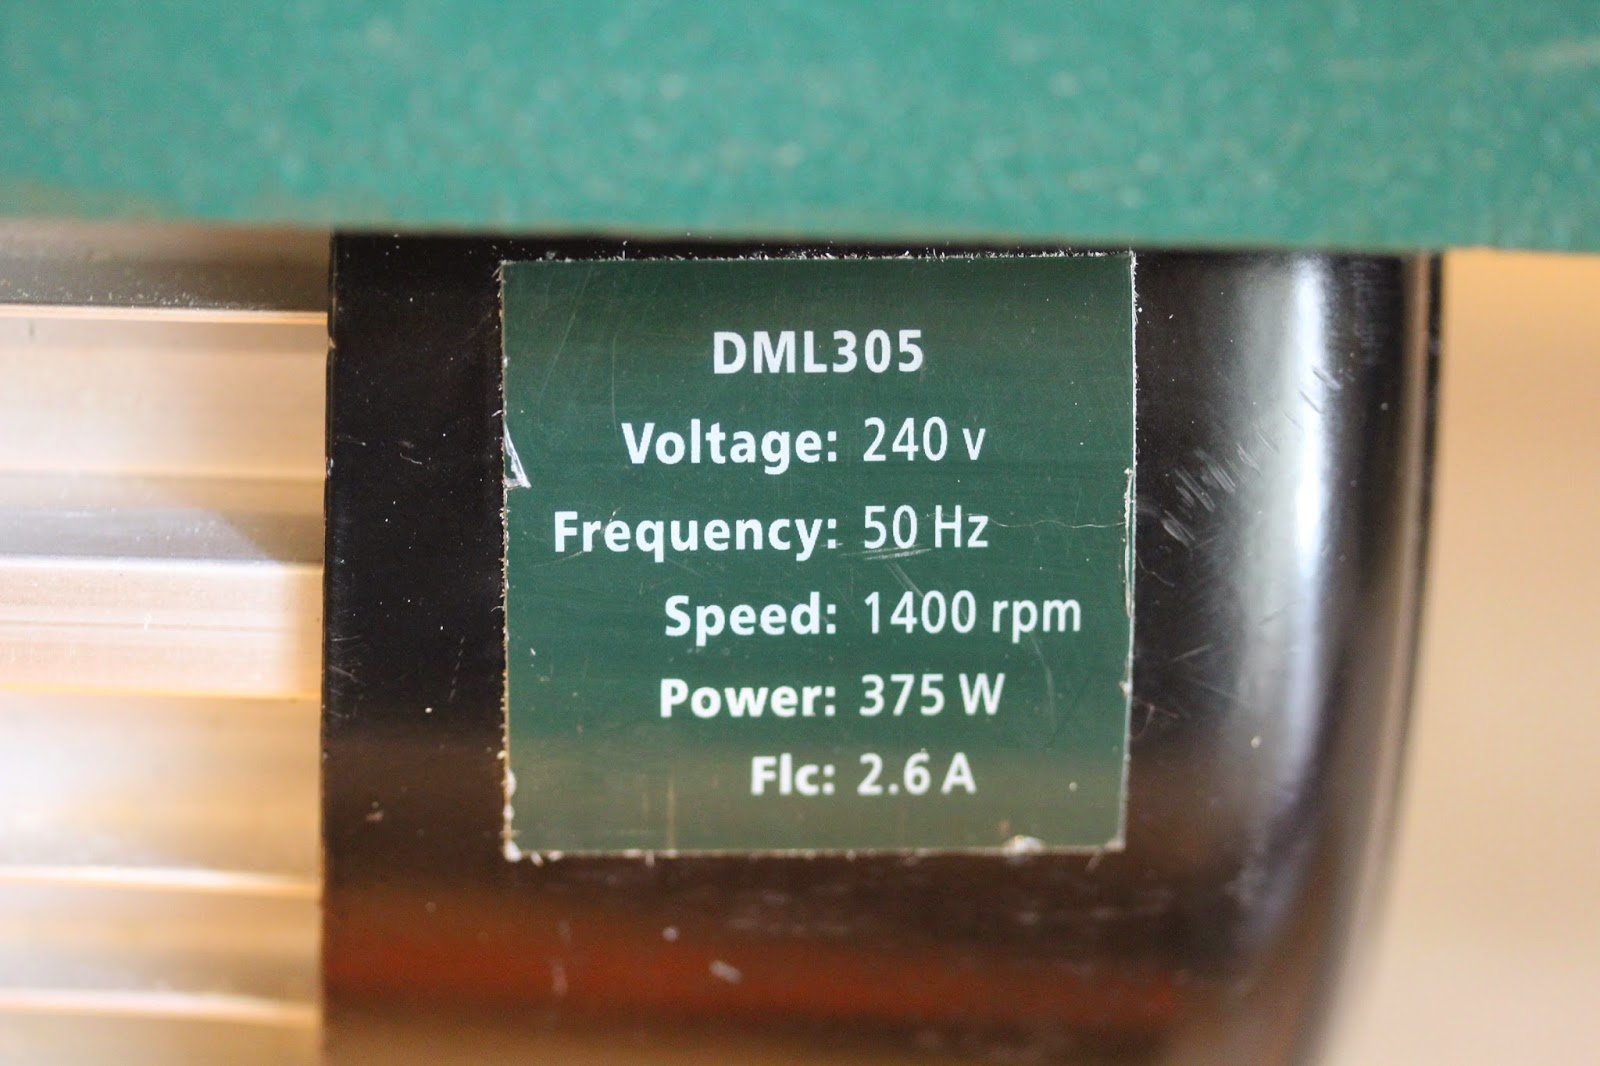 DML305
Voltage: 240 v
Frequency: 50 Hz
Speed: 1400 rpm
Power: 375 W
Flc: 2.6 A